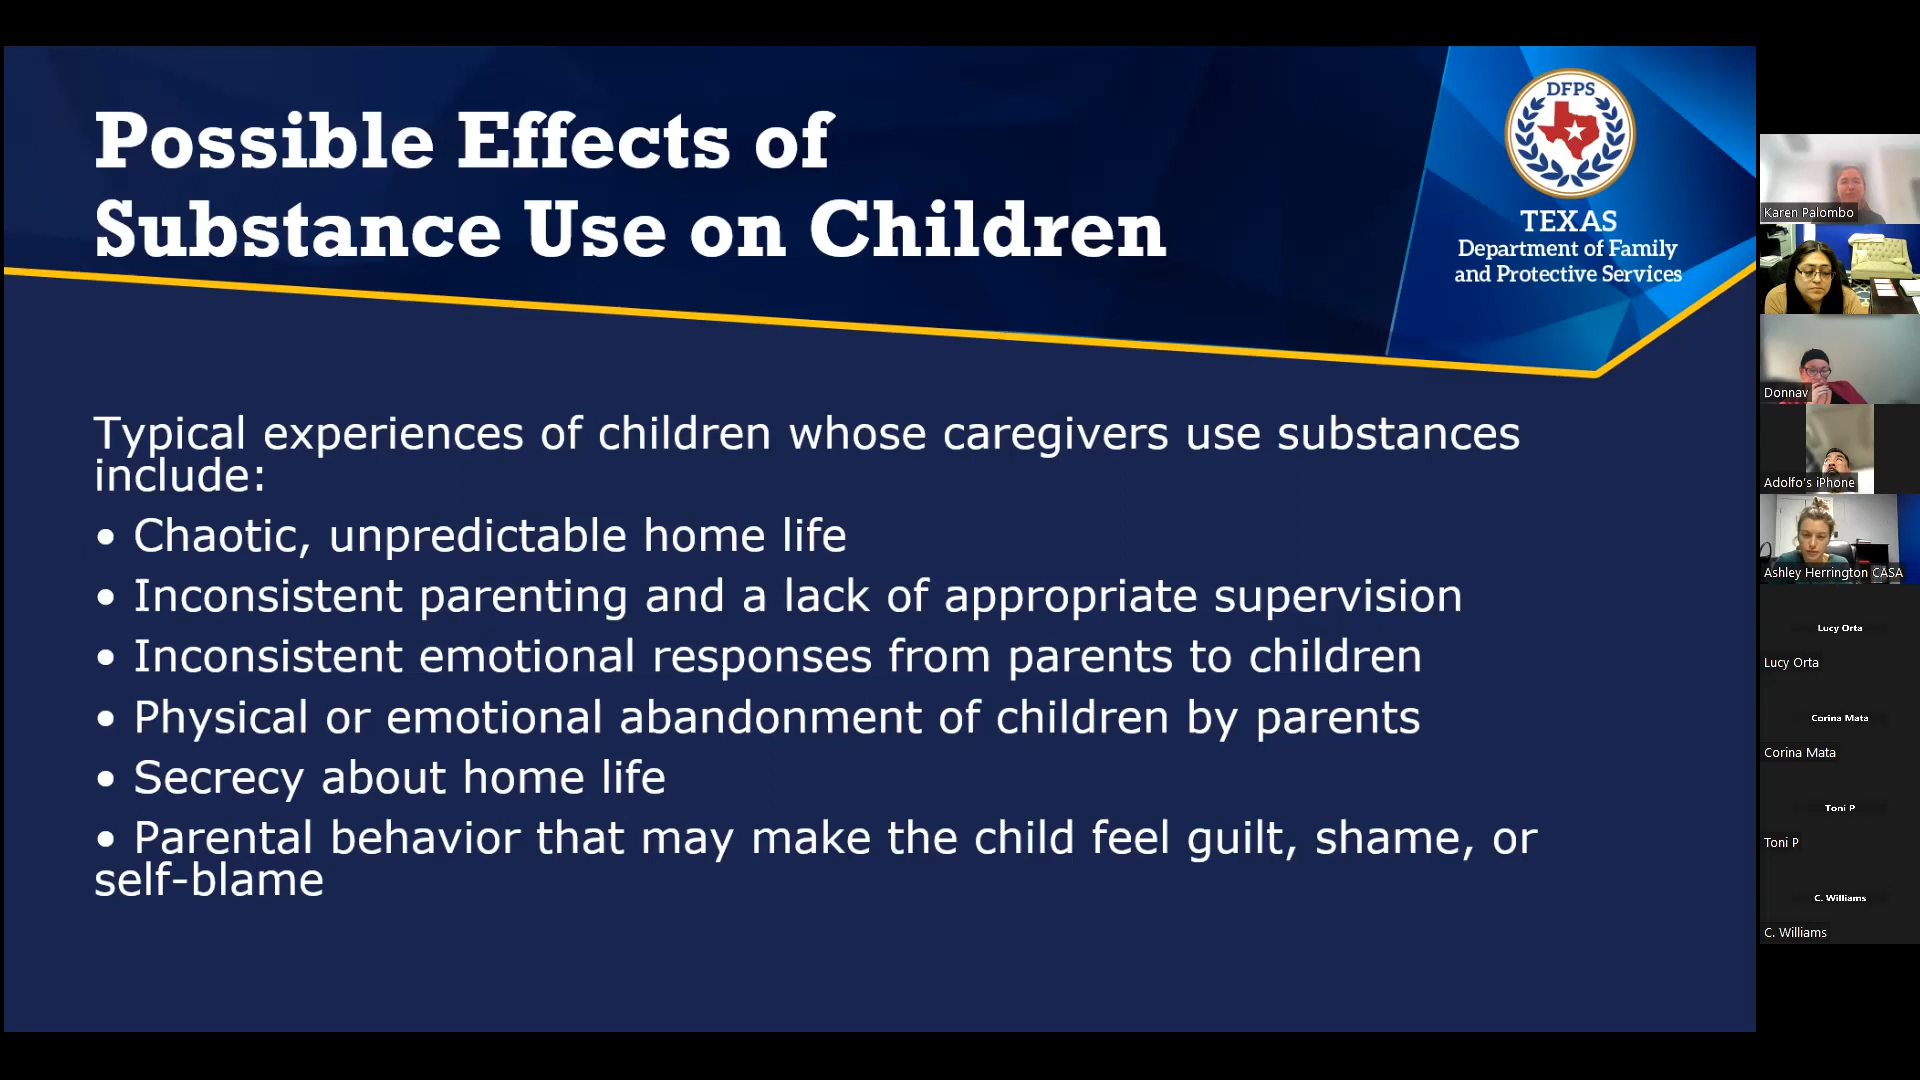 Possible Effects of
Substance Use on Children
DFPS
TEXAS
Department of Family
and Protective Services
Typical experiences of children whose caregivers use substances
include:
• Chaotic, unpredictable home life
• Inconsistent parenting and a lack of appropriate supervision
• Inconsistent emotional responses from parents to children
• Physical or emotional abandonment of children by parents
• Secrecy about home life
• Parental behavior that may make the child feel guilt, shame, or
self-blame
Karen Palombo
Donnav
Adolfo's iPhone
Ashley Herrington CASA
Lucy Orta
Lucy Orta
Corina Mata
Corina Mata
Toni P
Toni P
C. Williams
C. Williams